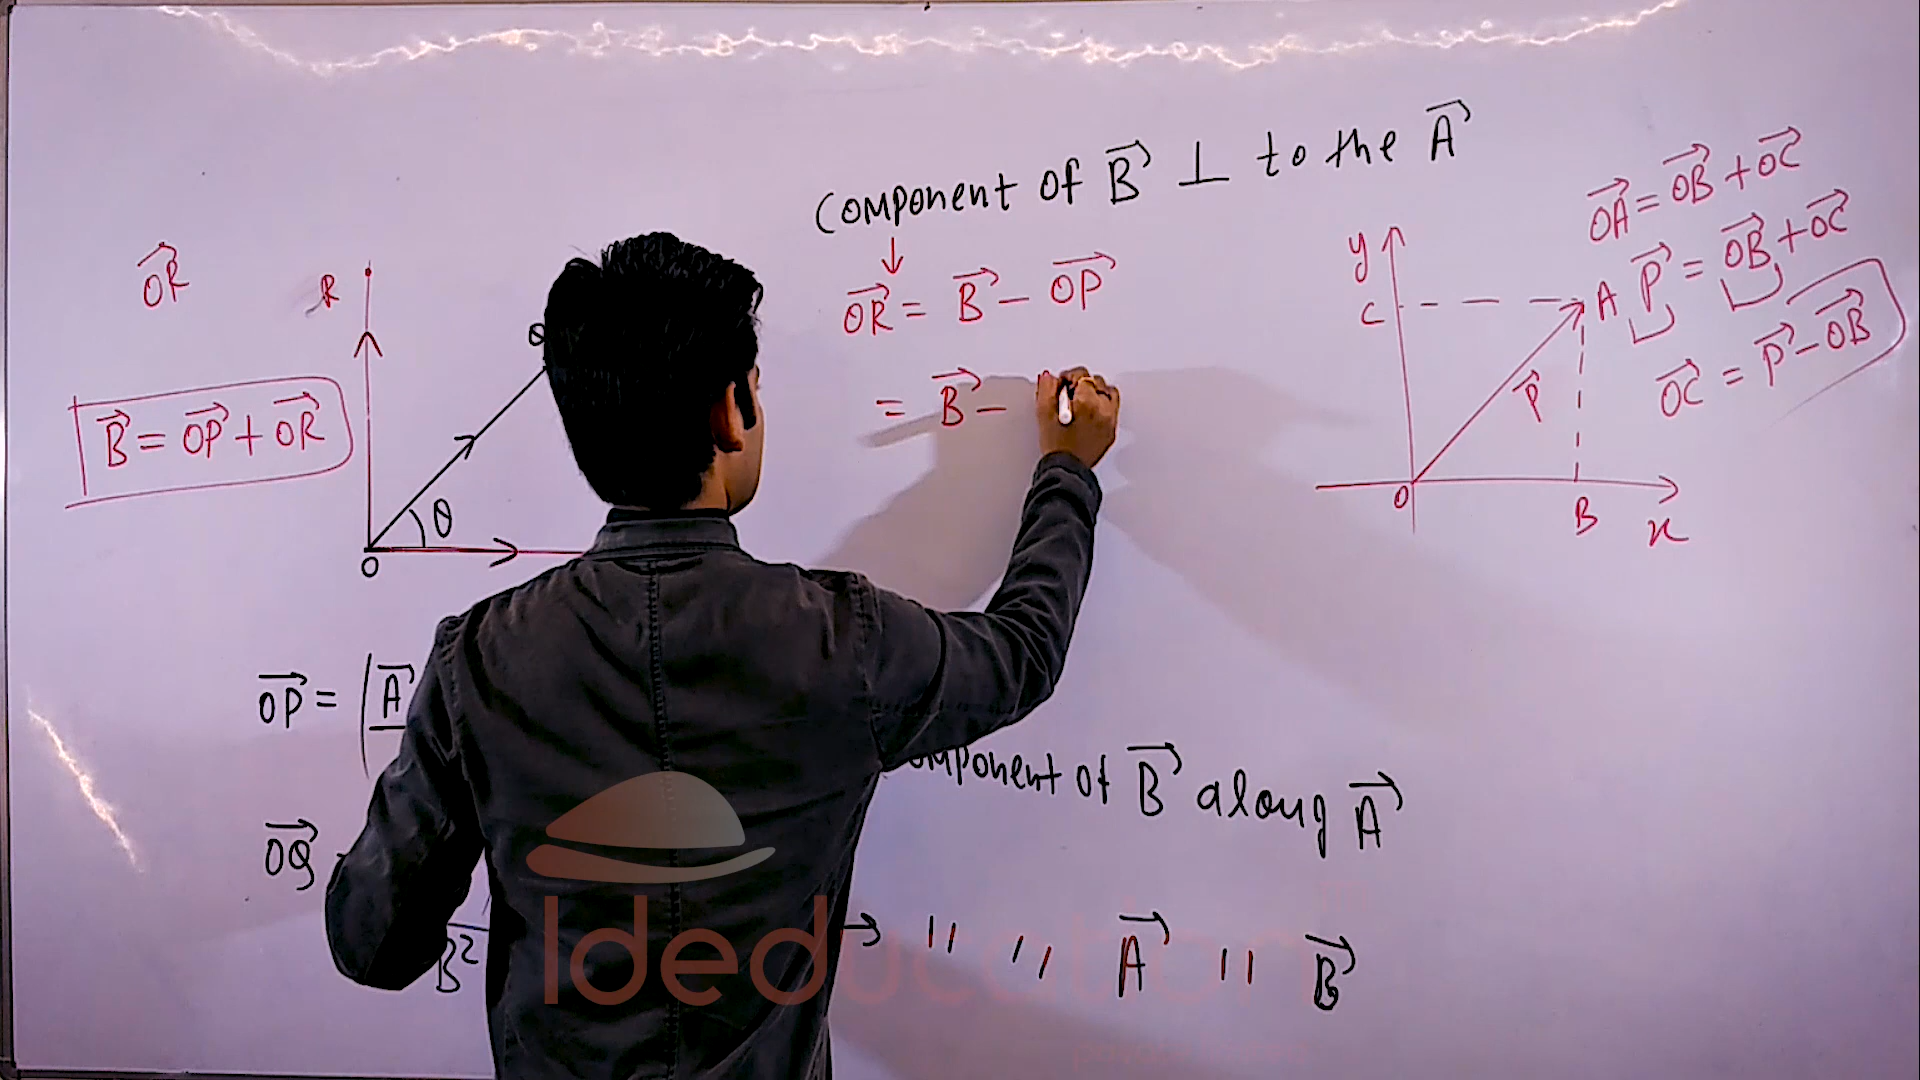 Component of B⃗ ⊥ to the A⃗
OR⃗ = B⃗ - OP⃗
= B⃗ -
OR⃗
R
Q
B⃗ = OP⃗ + OR⃗
θ
O
OA⃗ = OB⃗ + OC⃗
P⃗ = OB⃗ + OC⃗
OC⃗ = P⃗ - OB⃗
y
C
A
P⃗
O
B
x
OP⃗ = (A⃗
component of B⃗ along A⃗
OQ⃗
B² → " " A⃗ " B⃗
Ideducation